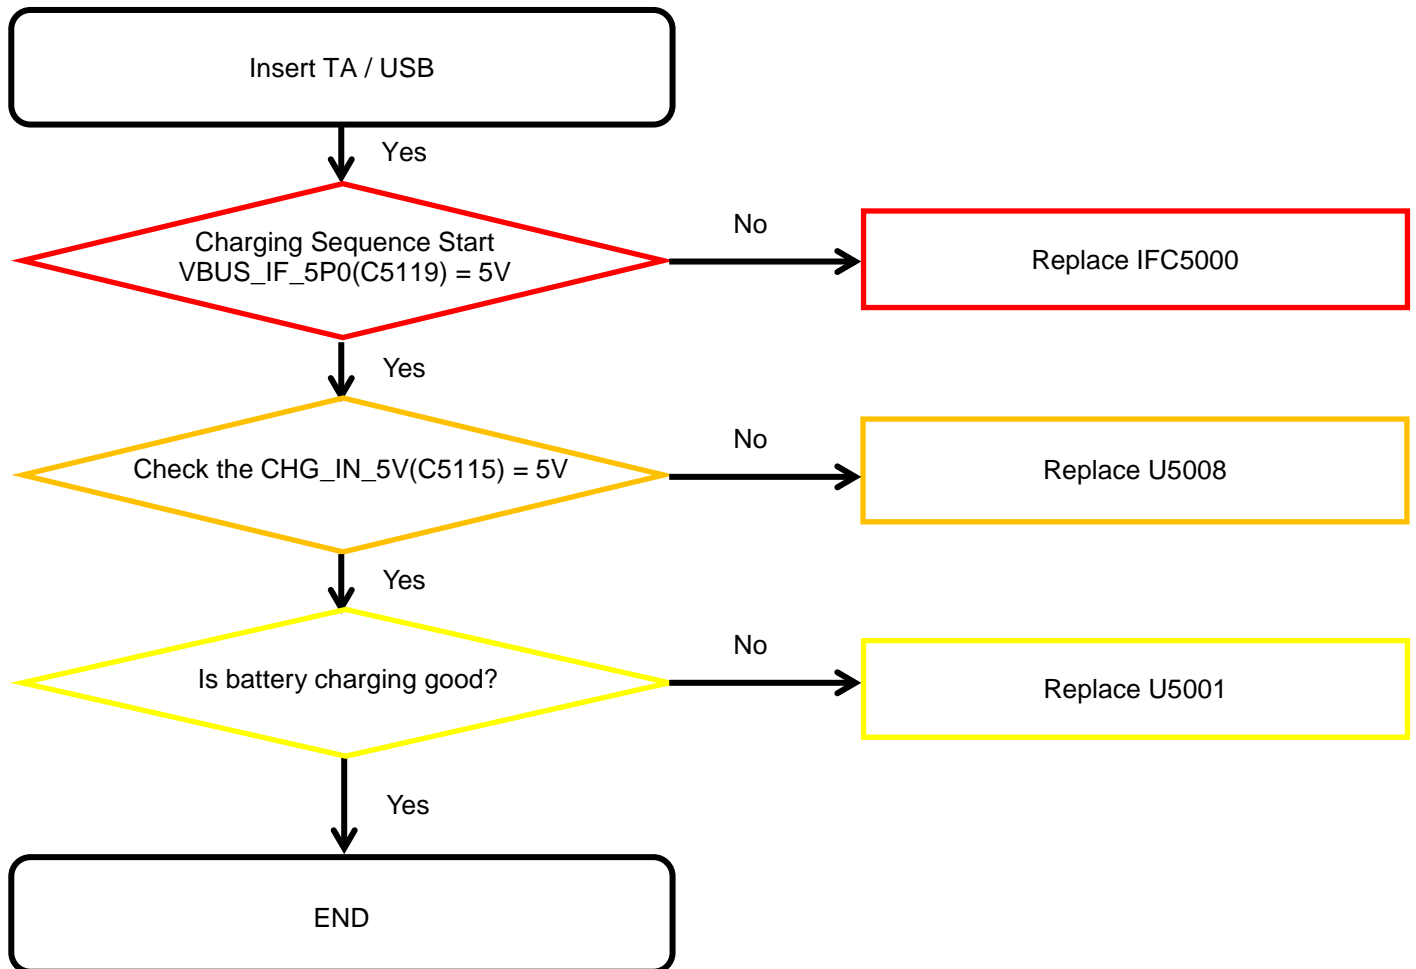 Insert TA / USB
Yes
Charging Sequence Start
VBUS_IF_5P0(C5119) = 5V
No
Replace IFC5000
Yes
Check the CHG_IN_5V(C5115) = 5V
No
Replace U5008
Yes
Is battery charging good?
No
Replace U5001
Yes
END